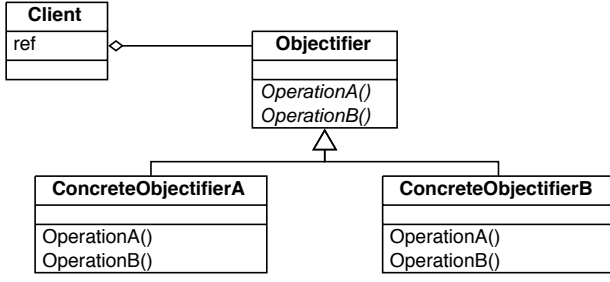 Client
ref
Objectifier
OperationA()
OperationB()
ConcreteObjectifierA
OperationA()
OperationB()
ConcreteObjectifierB
OperationA()
OperationB()